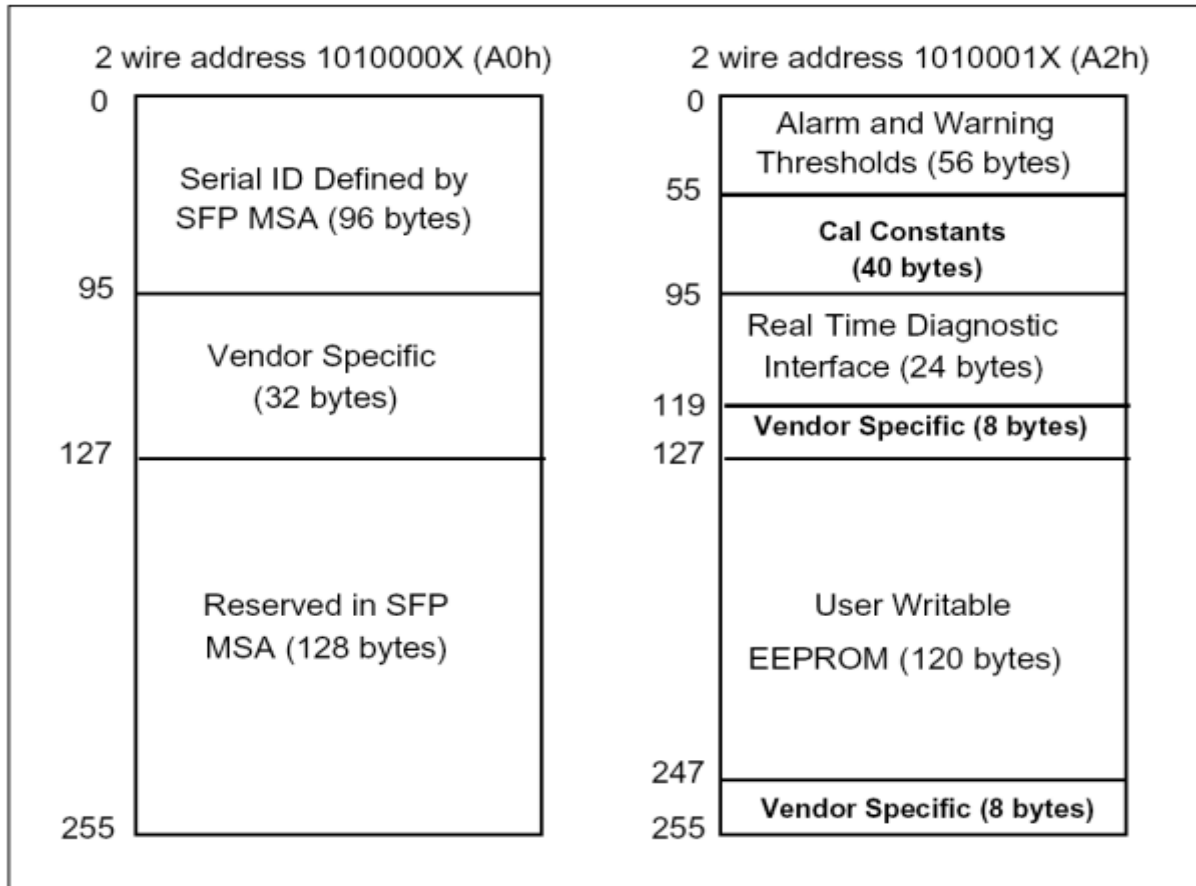 2 wire address 1010000X (A0h)
0
Serial ID Defined by
SFP MSA (96 bytes)
95
Vendor Specific
(32 bytes)
127
Reserved in SFP
MSA (128 bytes)
255
2 wire address 1010001X (A2h)
0
Alarm and Warning
Thresholds (56 bytes)
55
Cal Constants
(40 bytes)
95
Real Time Diagnostic
Interface (24 bytes)
119
Vendor Specific (8 bytes)
127
User Writable
EEPROM (120 bytes)
247
Vendor Specific (8 bytes)
255